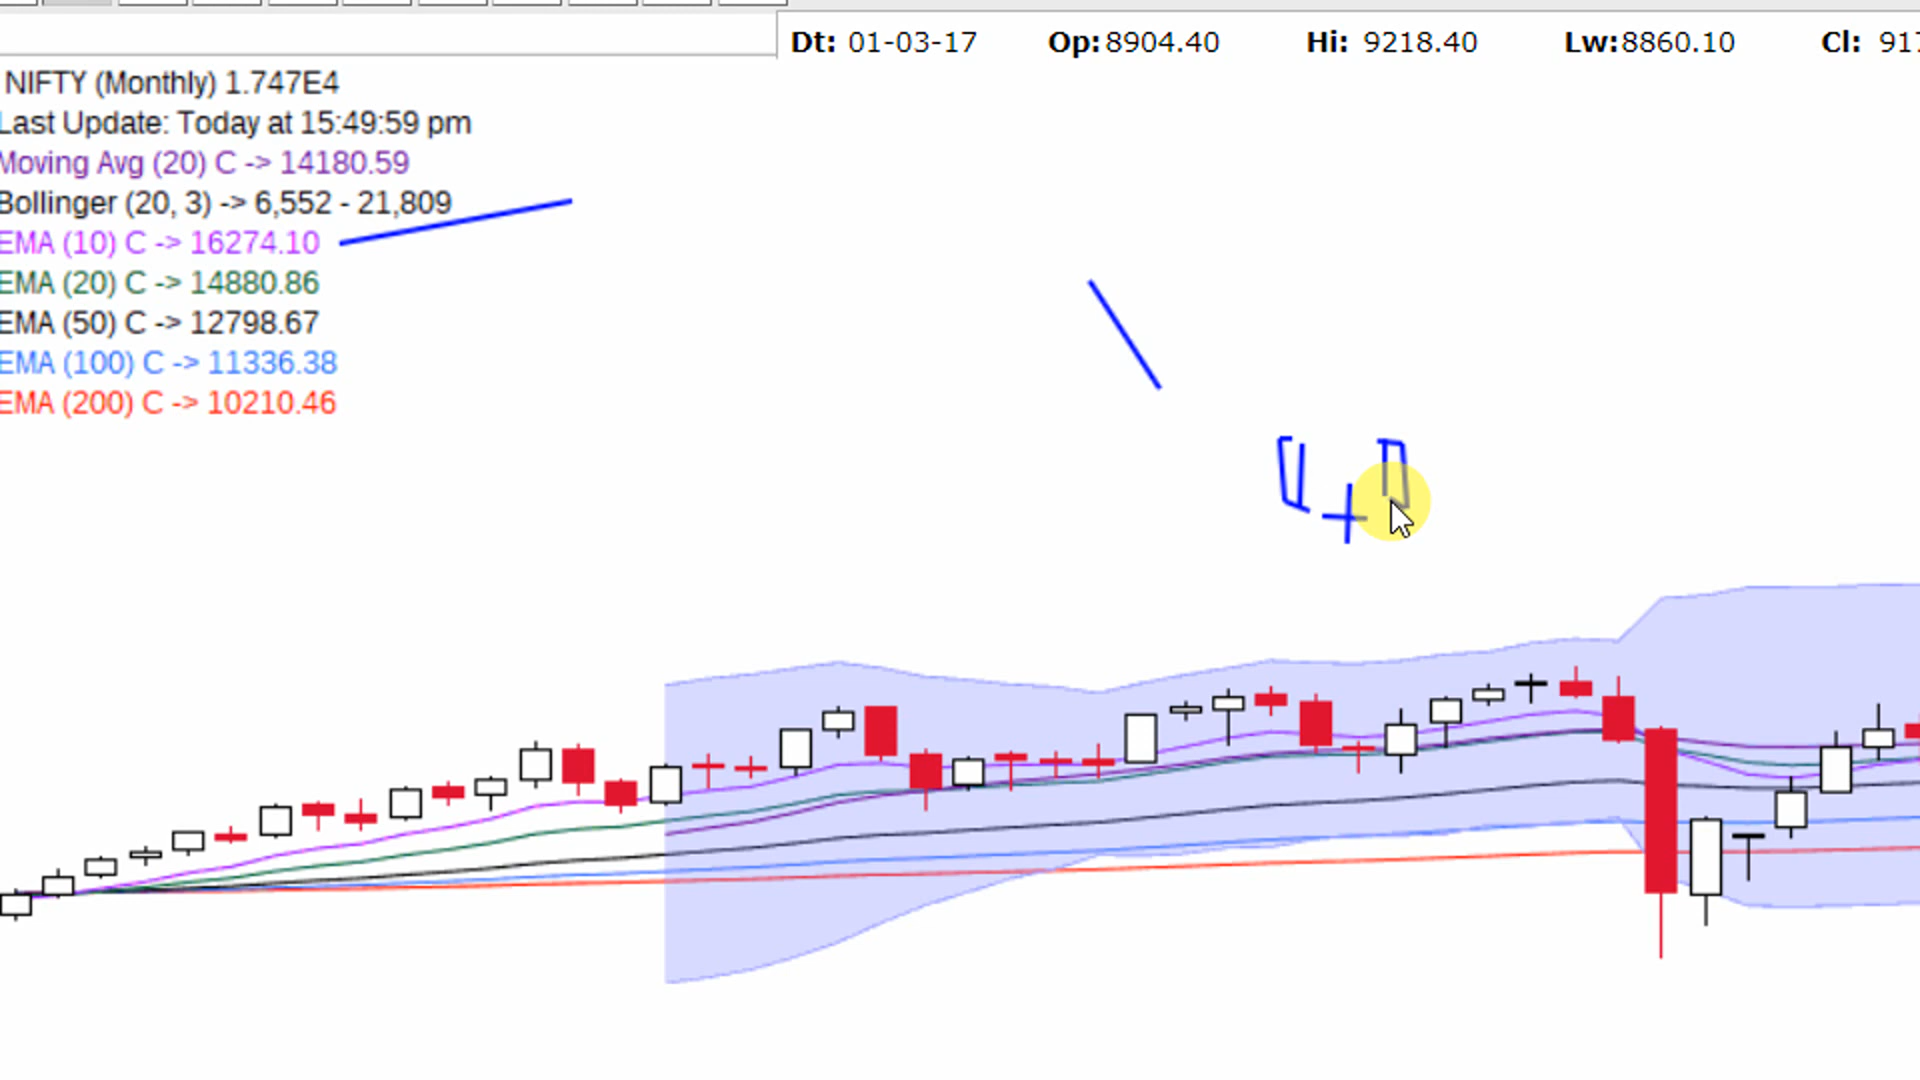 Dt: 01-03-17 Op:8904.40 Hi: 9218.40 Lw:8860.10 Cl: 917
NIFTY (Monthly) 1.747E4
Last Update: Today at 15:49:59 pm
Moving Avg (20) C -> 14180.59
Bollinger (20, 3) -> 6,552 - 21,809
EMA (10) C -> 16274.10
EMA (20) C -> 14880.86
EMA (50) C -> 12798.67
EMA (100) C -> 11336.38
EMA (200) C -> 10210.46